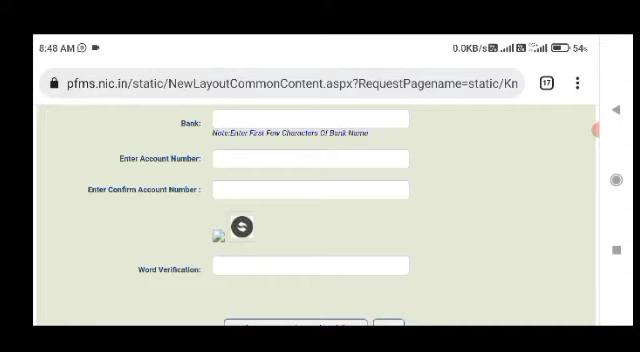 8:48 AM
0.0KB/s
54%
pfms.nic.in/static/NewLayoutCommonContent.aspx?RequestPagename=static/Kn
17
Bank:
Note:Enter First Few Characters Of Bank Name
Enter Account Number:
Enter Confirm Account Number :
Word Verification: